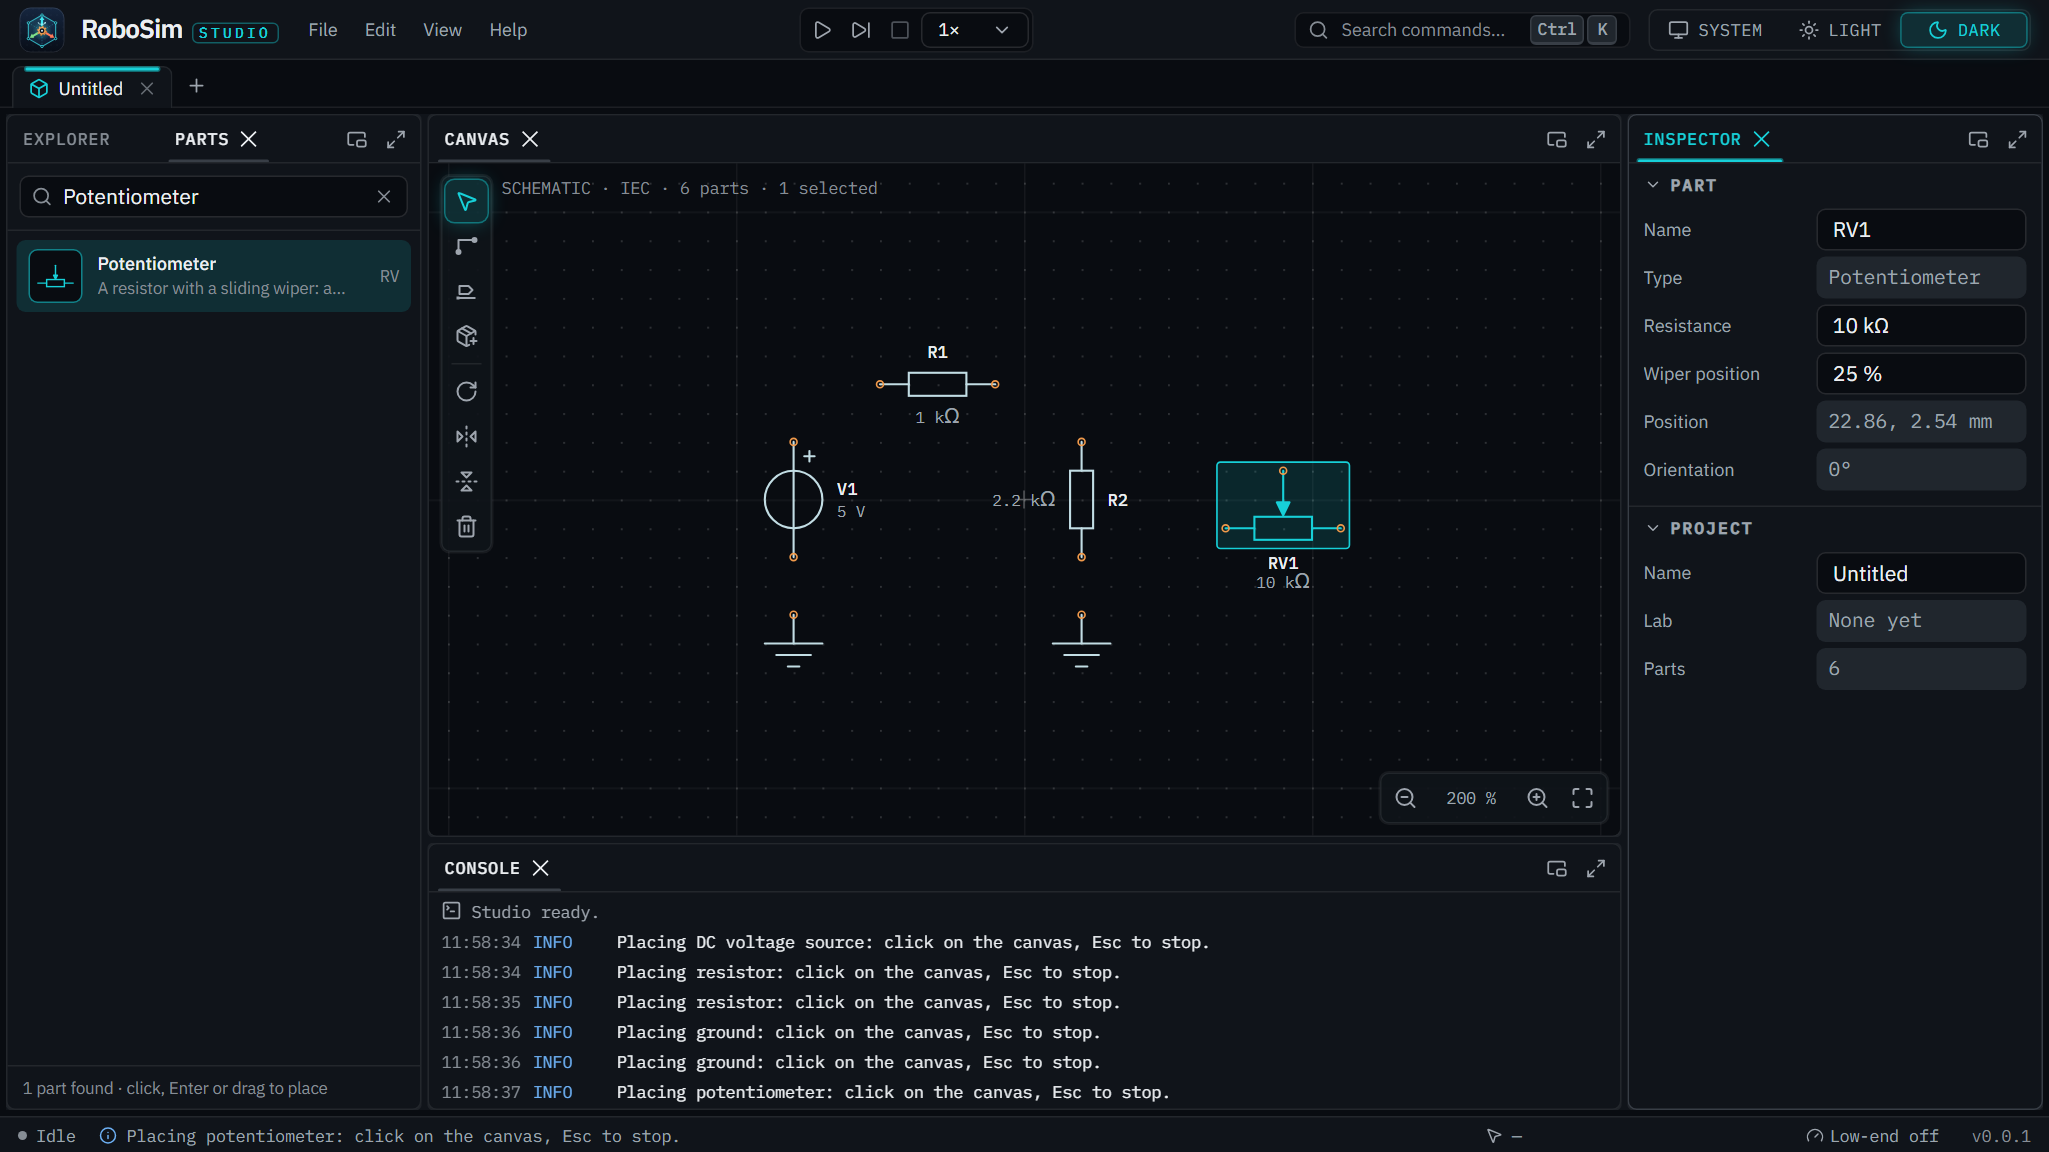 RoboSim STUDIO File Edit View Help 1× Search commands... Ctrl K SYSTEM LIGHT DARK
Untitled
EXPLORER PARTS
Potentiometer
Potentiometer
A resistor with a sliding wiper: a...
RV
1 part found · click, Enter or drag to place
CANVAS
SCHEMATIC · IEC · 6 parts · 1 selected
R1
1 kΩ
+
V1
5 V
2.2 kΩ
R2
RV1
10 kΩ
200 %
CONSOLE
Studio ready.
11:58:34 INFO Placing DC voltage source: click on the canvas, Esc to stop.
11:58:34 INFO Placing resistor: click on the canvas, Esc to stop.
11:58:35 INFO Placing resistor: click on the canvas, Esc to stop.
11:58:36 INFO Placing ground: click on the canvas, Esc to stop.
11:58:36 INFO Placing ground: click on the canvas, Esc to stop.
11:58:37 INFO Placing potentiometer: click on the canvas, Esc to stop.
INSPECTOR
PART
Name RV1
Type Potentiometer
Resistance 10 kΩ
Wiper position 25 %
Position 22.86, 2.54 mm
Orientation 0°
PROJECT
Name Untitled
Lab None yet
Parts 6
Idle Placing potentiometer: click on the canvas, Esc to stop. – Low-end off v0.0.1